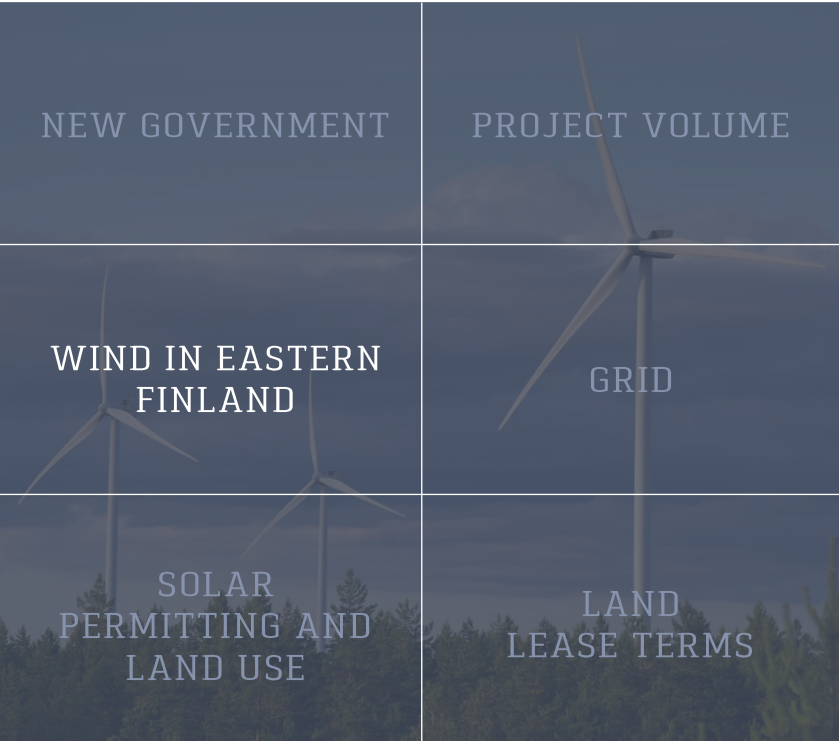 NEW GOVERNMENT
PROJECT VOLUME
WIND IN EASTERN
FINLAND
GRID
SOLAR
PERMITTING AND
LAND USE
LAND
LEASE TERMS